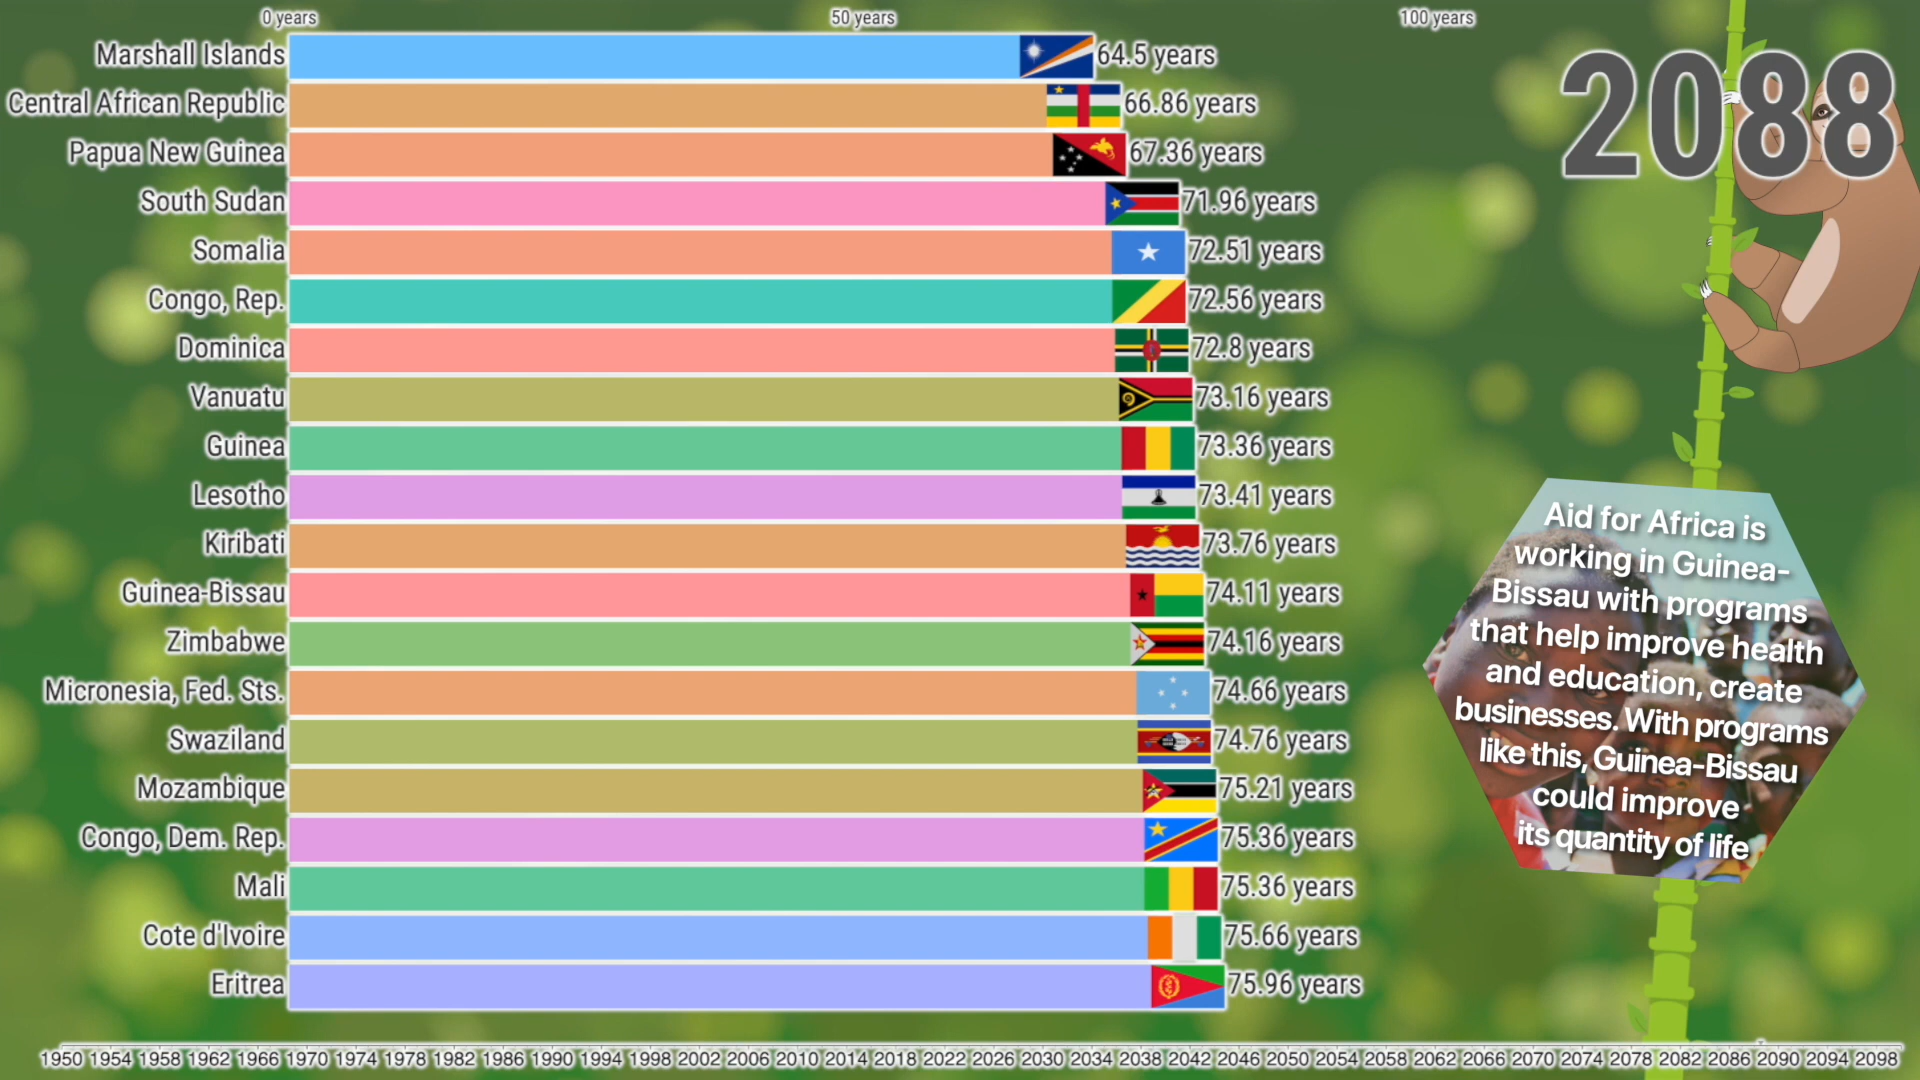 0 years 50 years 100 years
2088
Marshall Islands 64.5 years
Central African Republic 66.86 years
Papua New Guinea 67.36 years
South Sudan 71.96 years
Somalia 72.51 years
Congo, Rep. 72.56 years
Dominica 72.8 years
Vanuatu 73.16 years
Guinea 73.36 years
Lesotho 73.41 years
Kiribati 73.76 years
Guinea-Bissau 74.11 years
Zimbabwe 74.16 years
Micronesia, Fed. Sts. 74.66 years
Swaziland 74.76 years
Mozambique 75.21 years
Congo, Dem. Rep. 75.36 years
Mali 75.36 years
Cote d'Ivoire 75.66 years
Eritrea 75.96 years
Aid for Africa is
working in Guinea-
Bissau with programs
that help improve health
and education, create
businesses. With programs
like this, Guinea-Bissau
could improve
its quantity of life
1950 1954 1958 1962 1966 1970 1974 1978 1982 1986 1990 1994 1998 2002 2006 2010 2014 2018 2022 2026 2030 2034 2038 2042 2046 2050 2054 2058 2062 2066 2070 2074 2078 2082 2086 2090 2094 2098